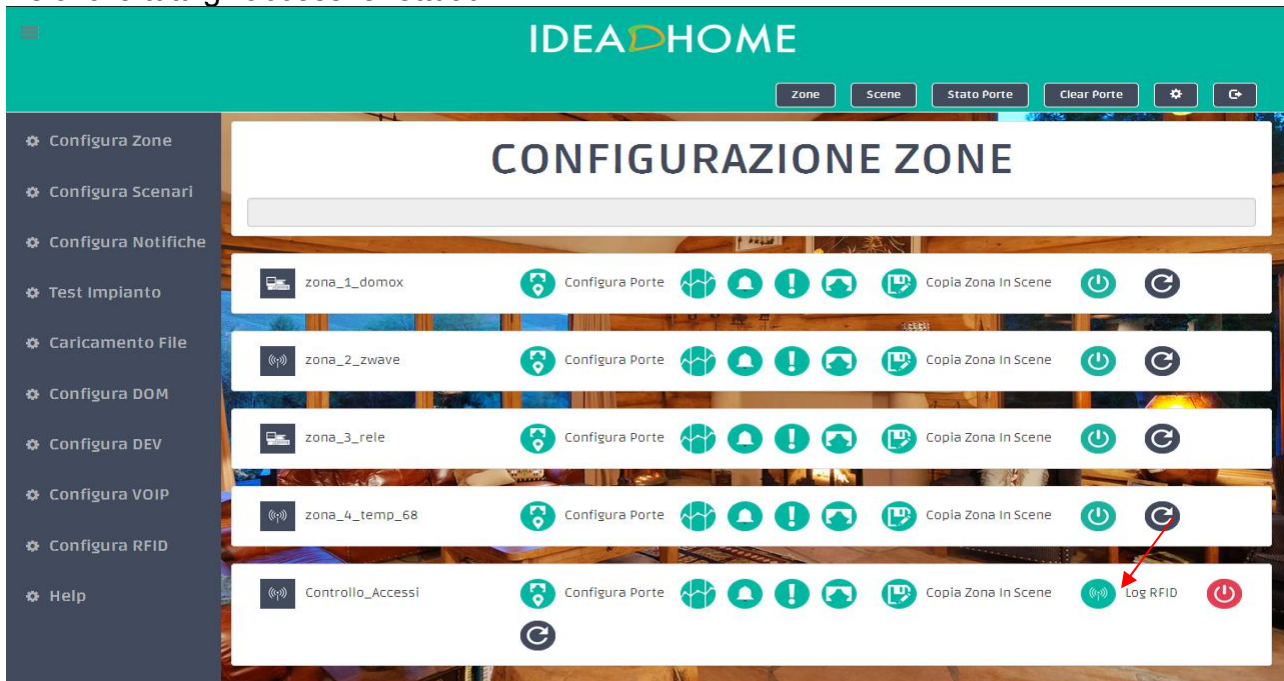 IDEADHOME
Zone Scene Stato Porte Clear Porte
Configura Zone
Configura Scenari
Configura Notifiche
Test Impianto
Caricamento File
Configura DOM
Configura DEV
Configura VOIP
Configura RFID
Help
CONFIGURAZIONE ZONE
zona_1_domox Configura Porte Copia Zona In Scene
zona_2_zwave Configura Porte Copia Zona In Scene
zona_3_rele Configura Porte Copia Zona In Scene
zona_4_temp_68 Configura Porte Copia Zona In Scene
Controllo_Accessi Configura Porte Copia Zona In Scene Log RFID